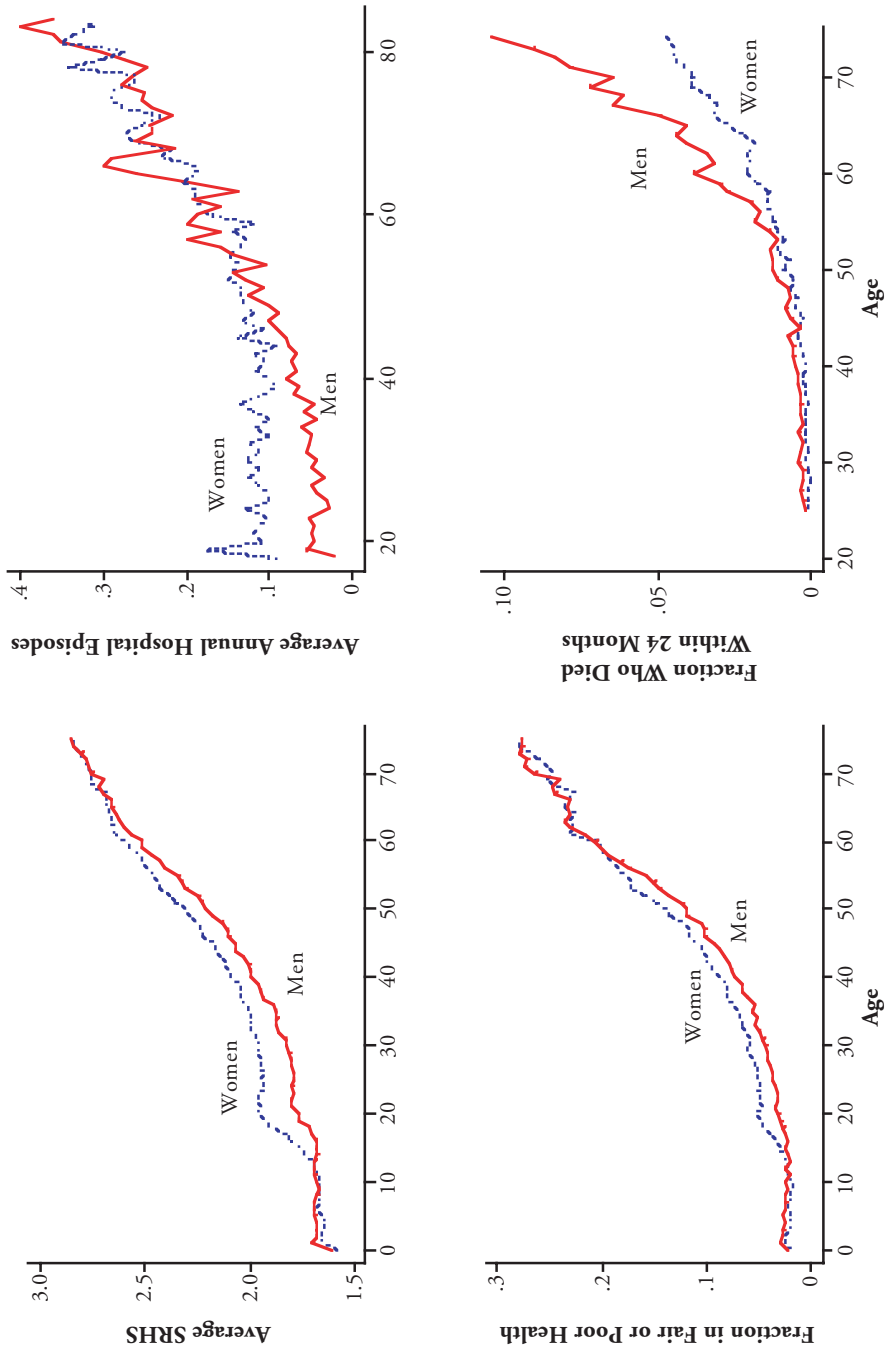 Average SRHS
3.0
2.5
2.0
1.5
Women
Men
0 10 20 30 40 50 60 70
Average Annual Hospital Episodes
.4
.3
.2
.1
0
Women
Men
20 40 60 80
Fraction in Fair or Poor Health
.3
.2
.1
0
Women
Men
0 10 20 30 40 50 60 70
Age
Fraction Who Died
Within 24 Months
.10
.05
0
Men
Women
20 30 40 50 60 70
Age